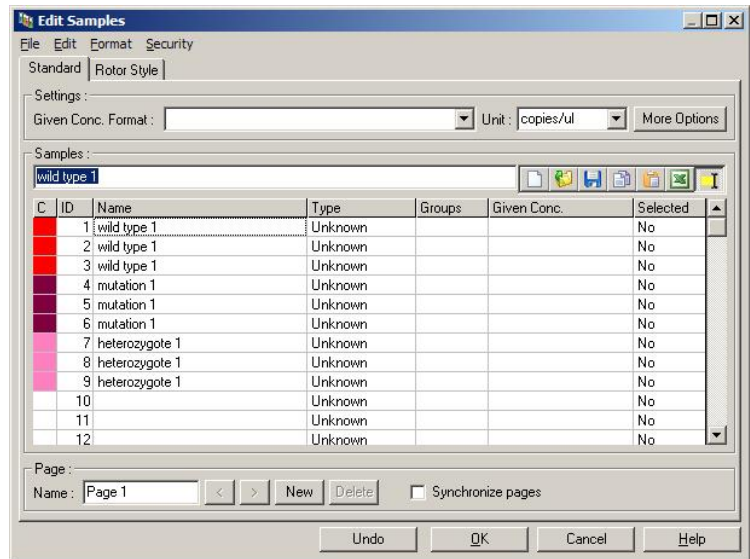 Edit Samples
File Edit Format Security
Standard Rotor Style
Settings :
Given Conc. Format : Unit : copies/ul More Options
Samples :
wild type 1
C ID Name Type Groups Given Conc. Selected
1 wild type 1 Unknown No
2 wild type 1 Unknown No
3 wild type 1 Unknown No
4 mutation 1 Unknown No
5 mutation 1 Unknown No
6 mutation 1 Unknown No
7 heterozygote 1 Unknown No
8 heterozygote 1 Unknown No
9 heterozygote 1 Unknown No
10 Unknown No
11 Unknown No
12 Unknown No
Page :
Name : Page 1 < > New Delete Synchronize pages
Undo OK Cancel Help